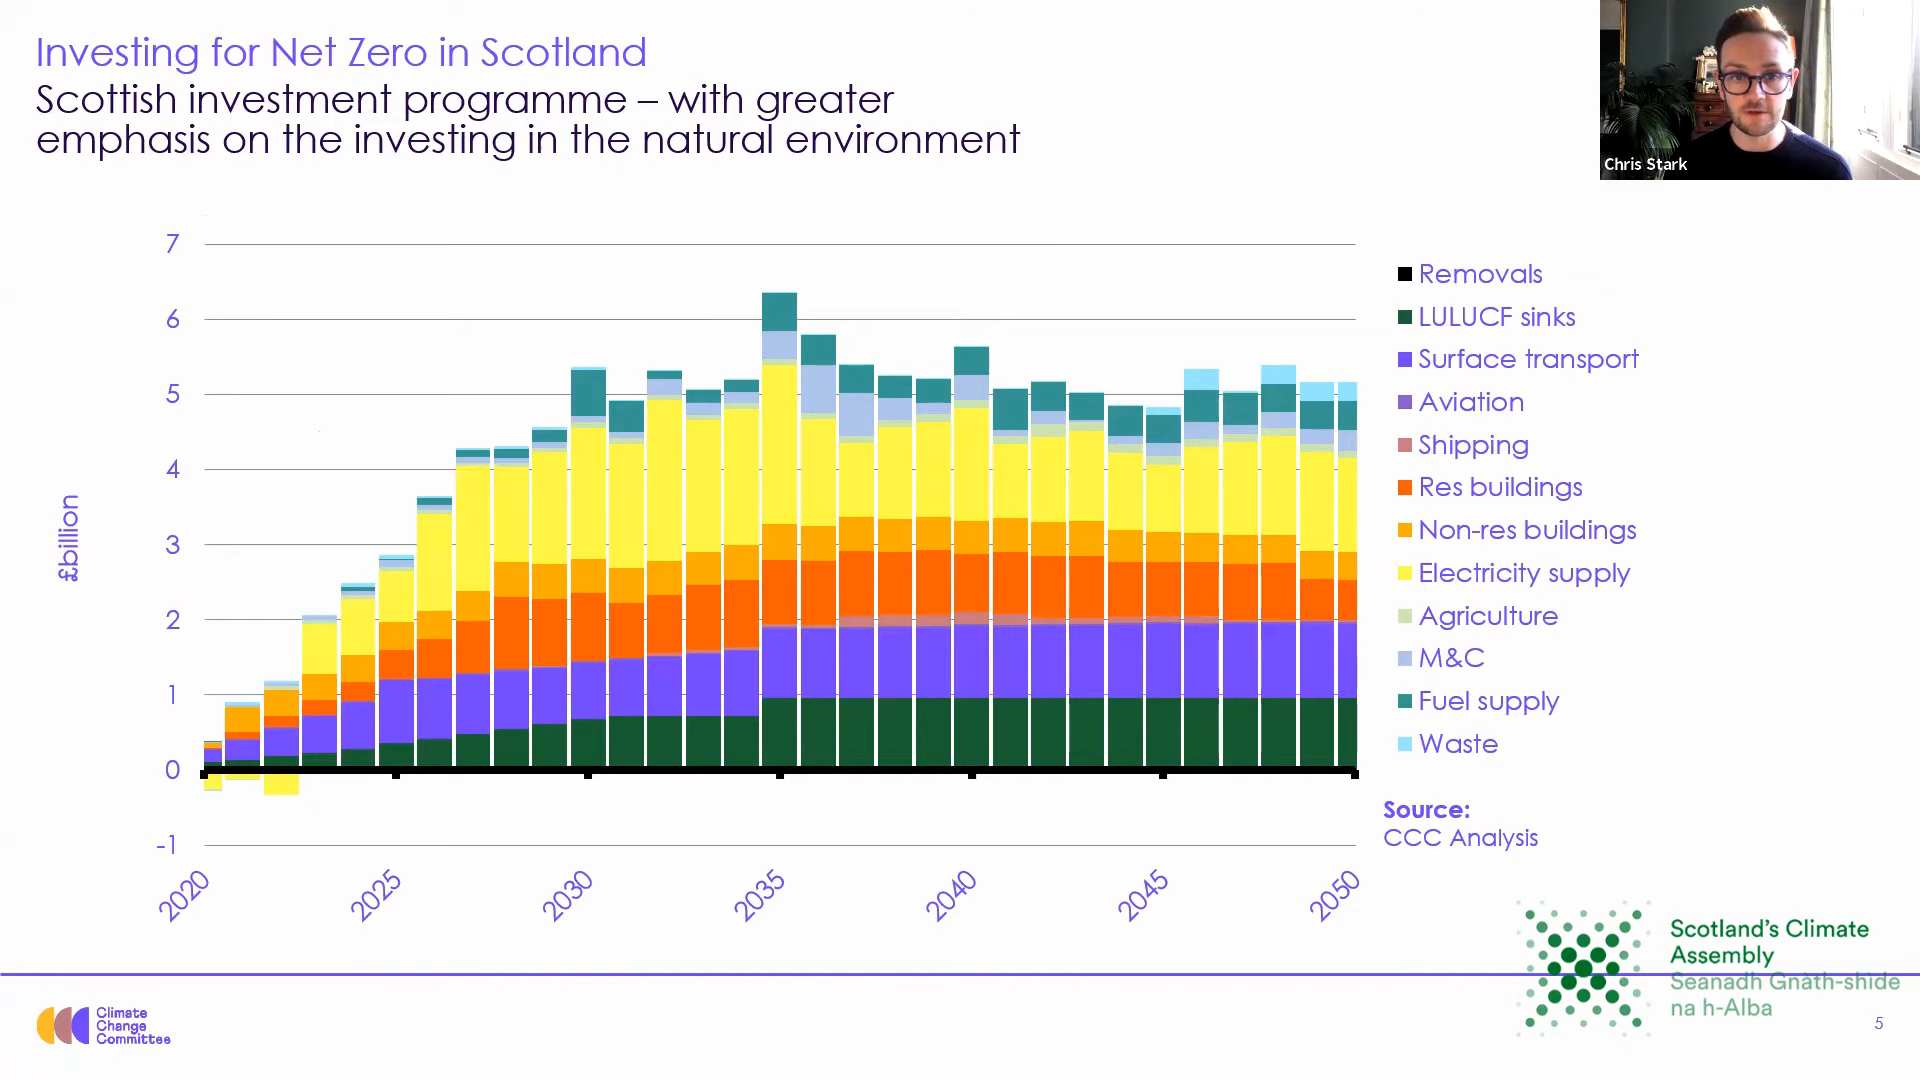 Investing for Net Zero in Scotland
Scottish investment programme – with greater
emphasis on the investing in the natural environment
Chris Stark
£billion
7
6
5
4
3
2
1
0
-1
2020
2025
2030
2035
2040
2045
2050
Removals
LULUCF sinks
Surface transport
Aviation
Shipping
Res buildings
Non-res buildings
Electricity supply
Agriculture
M&C
Fuel supply
Waste
Source:
CCC Analysis
Scotland's Climate
Assembly
Seanadh Gnàth-shìde
na h-Alba
Climate
Change
Committee
5